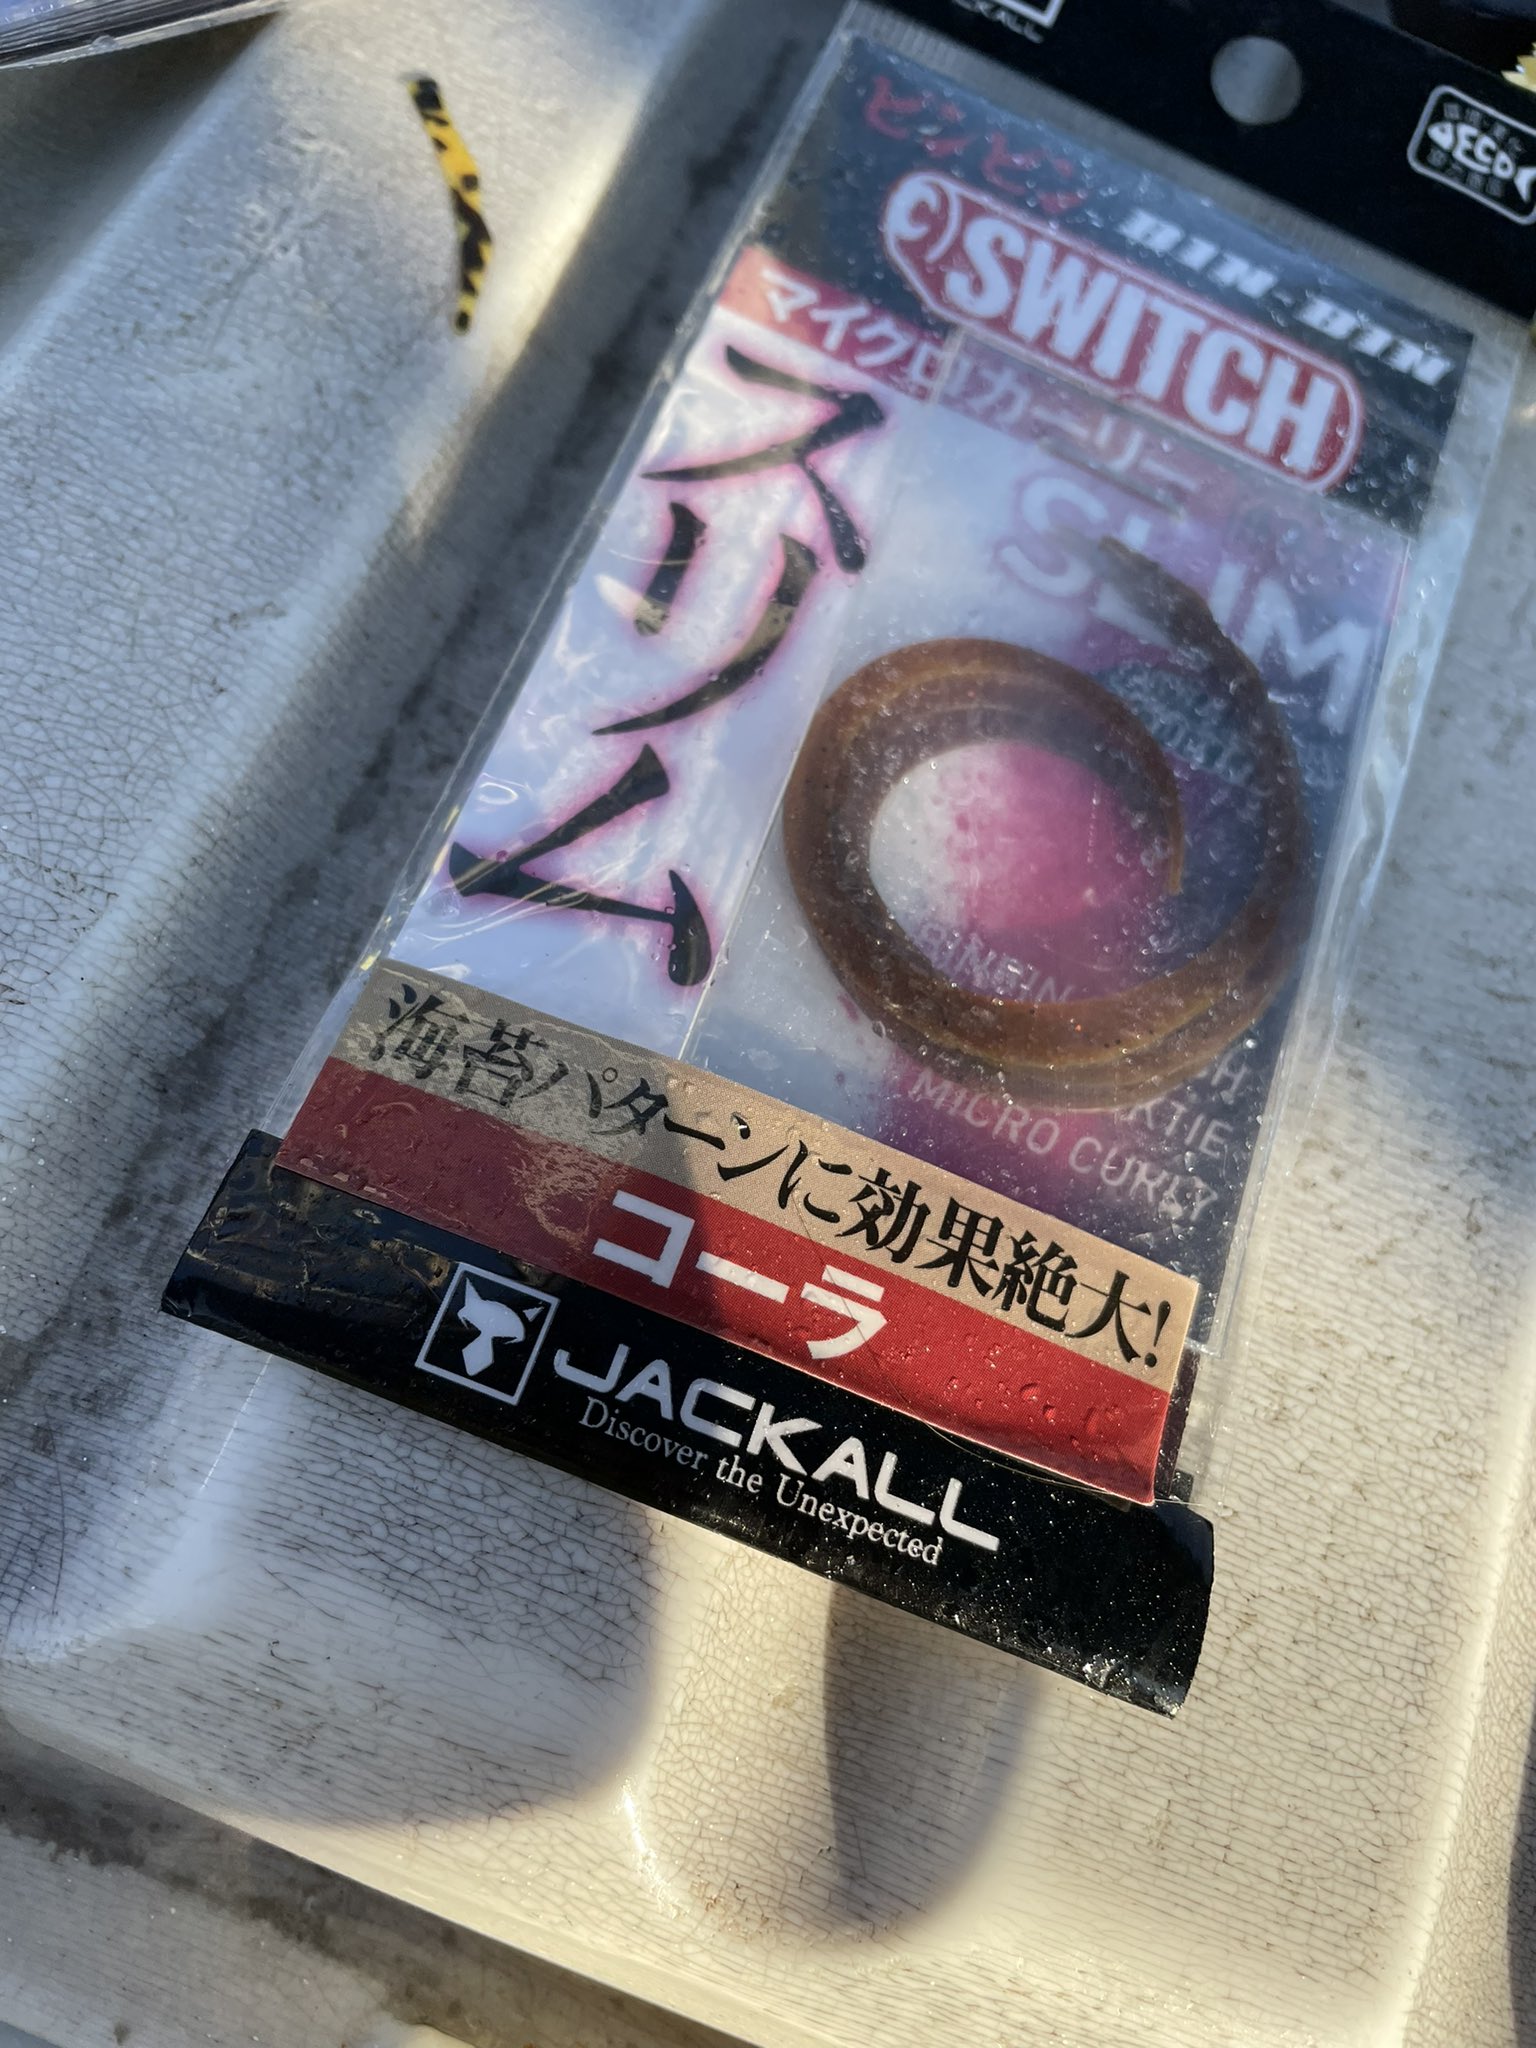 ビンビン
BIN-BIN
SWITCH
マイクロカーリー
スリム
SLIM
BINBIN
MICRO CURLY
海苔パターンに効果絶大!
コーラ
JACKALL
Discover the Unexpected
ECO